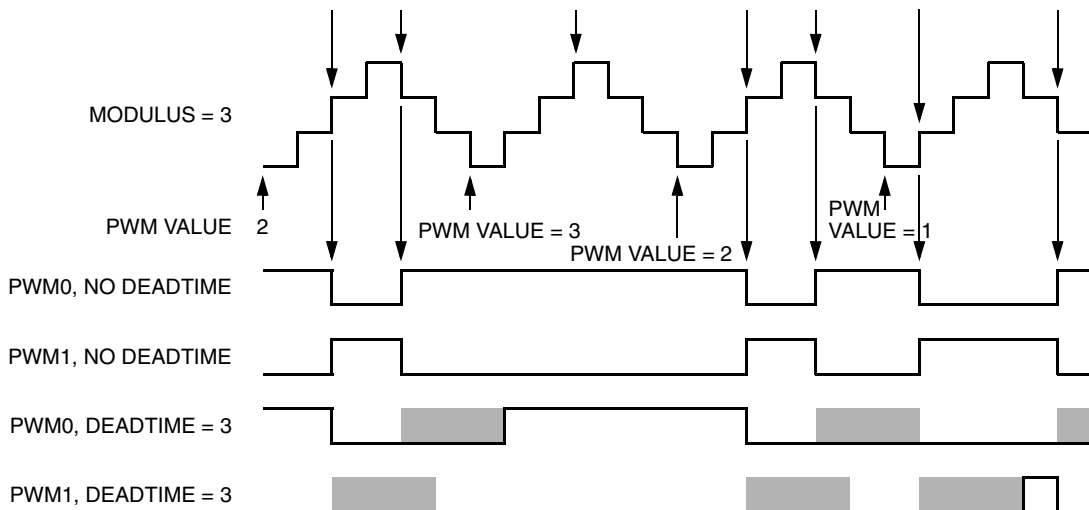 MODULUS = 3
PWM VALUE 2
PWM VALUE = 3
PWM VALUE = 2
PWM
VALUE = 1
PWM0, NO DEADTIME
PWM1, NO DEADTIME
PWM0, DEADTIME = 3
PWM1, DEADTIME = 3